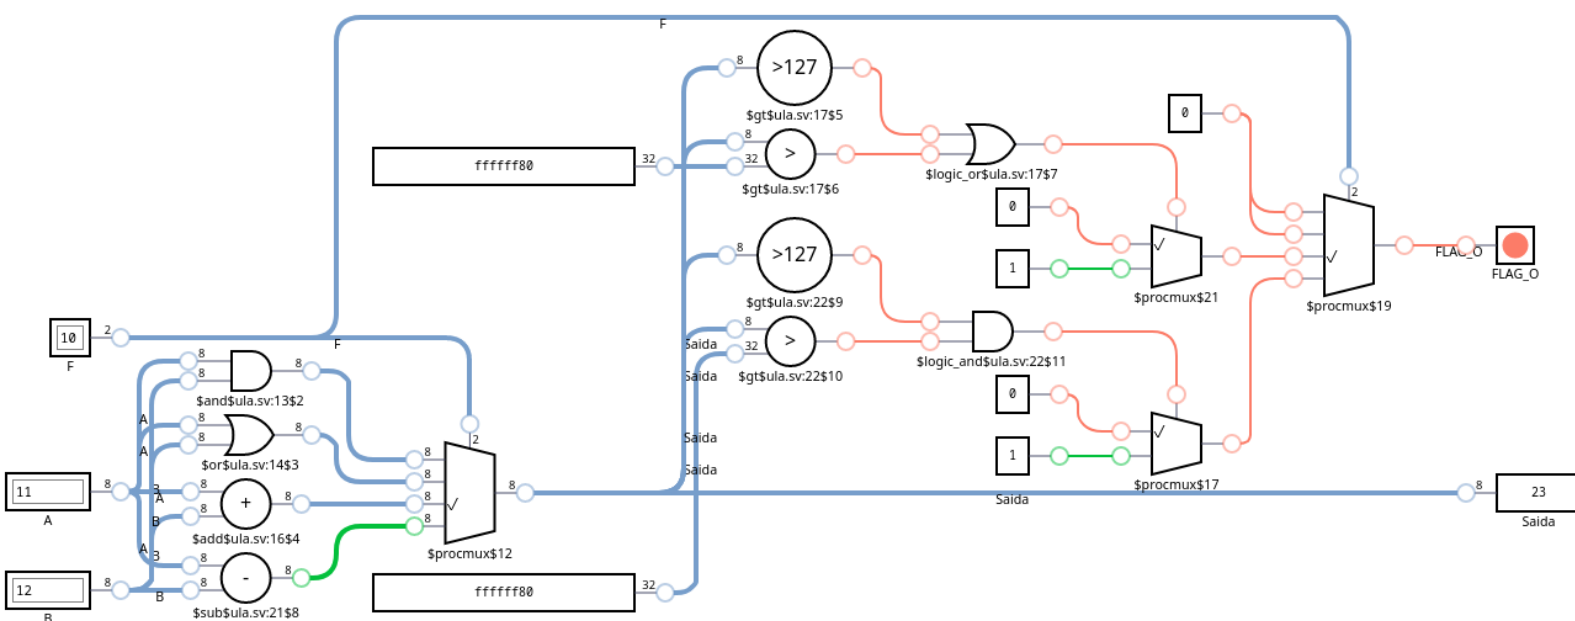 F
8
>127
$gt$ula.sv:17$5
0
8
32
>
$gt$ula.sv:17$6
ffffff80
32
$logic_or$ula.sv:17$7
2
0
✓
1
$procmux$21
✓
$procmux$19
FLAG_O
FLAG_O
8
>127
$gt$ula.sv:22$9
10
2
F
F
8
32
>
$gt$ula.sv:22$10
Saida
Saida
$logic_and$ula.sv:22$11
8
8
8
$and$ula.sv:13$2
0
✓
1
$procmux$17
A
A
8
8
8
$or$ula.sv:14$3
2
8
8
8
8
✓
8
$procmux$12
Saida
Saida
Saida
8
23
Saida
11
8
A
B
A
B
8
8
+
8
$add$ula.sv:16$4
12
8
B
A
B
B
8
8
-
8
$sub$ula.sv:21$8
ffffff80
32